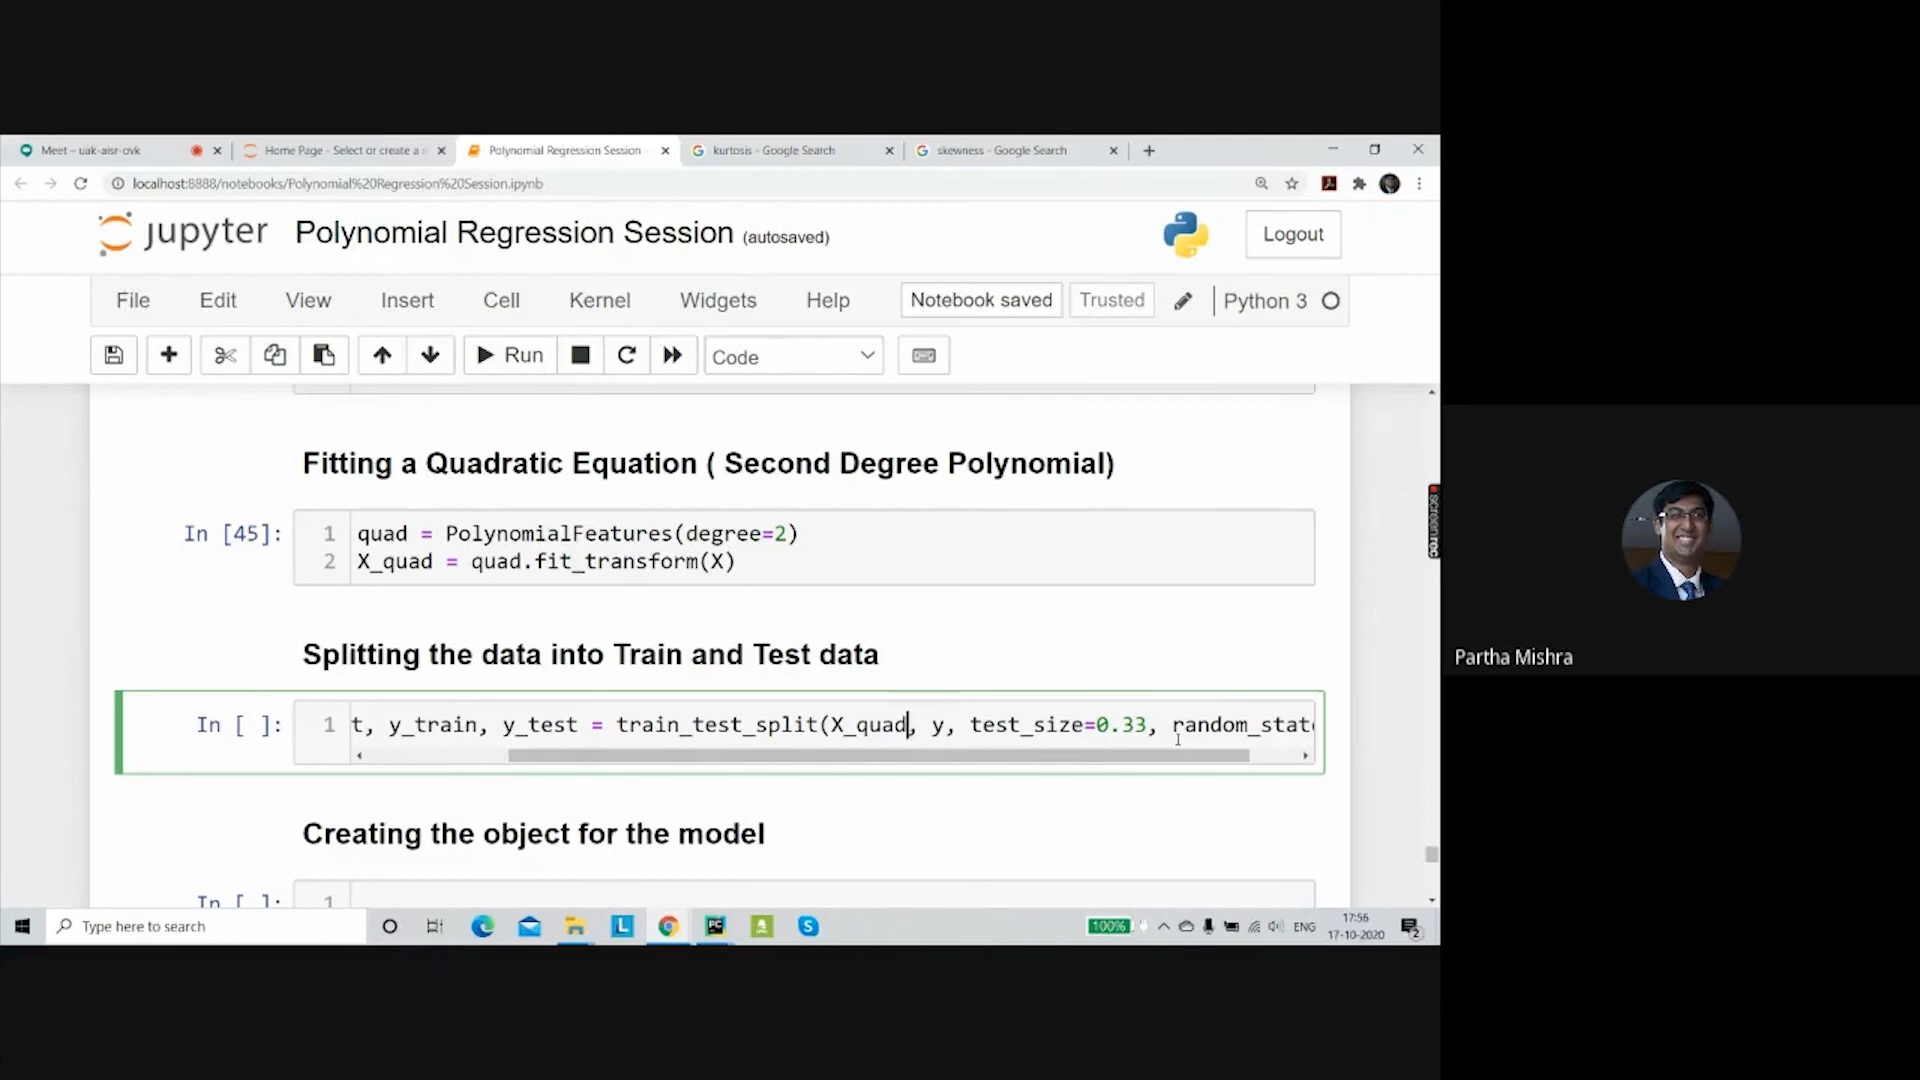 Meet – uak-aisr-ovk
Home Page - Select or create a
Polynomial Regression Session
kurtosis - Google Search
skewness - Google Search
localhost:8888/notebooks/Polynomial%20Regression%20Session.ipynb
jupyter Polynomial Regression Session (autosaved)
Logout
File Edit View Insert Cell Kernel Widgets Help Notebook saved Trusted Python 3
Run Code
Fitting a Quadratic Equation ( Second Degree Polynomial)
In [45]: 1 quad = PolynomialFeatures(degree=2)
2 X_quad = quad.fit_transform(X)
Splitting the data into Train and Test data
In [ ]: 1 t, y_train, y_test = train_test_split(X_quad, y, test_size=0.33, random_stat
Creating the object for the model
In [ ]: 1
screenrec
Partha Mishra
Type here to search
100%
ENG
17:56
17-10-2020
2